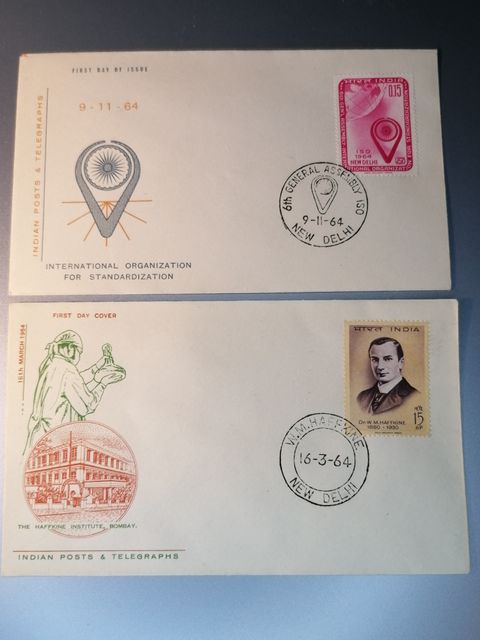 FIRST DAY OF ISSUE
9-11-64
INDIAN POSTS & TELEGRAPHS
INTERNATIONAL ORGANIZATION
FOR STANDARDIZATION
भारत INDIA
0.15
ISO
1964
NEW DELHI
6th GENERAL ASSEMBLY ISO
9-11-64
NEW DELHI
FIRST DAY COVER
16th MARCH 1964
THE HAFFKINE INSTITUTE, BOMBAY.
INDIAN POSTS & TELEGRAPHS
भारत INDIA
Dr. W.M. HAFFKINE
1860-1930
15
W.M. HAFFKINE
16-3-64
NEW DELHI